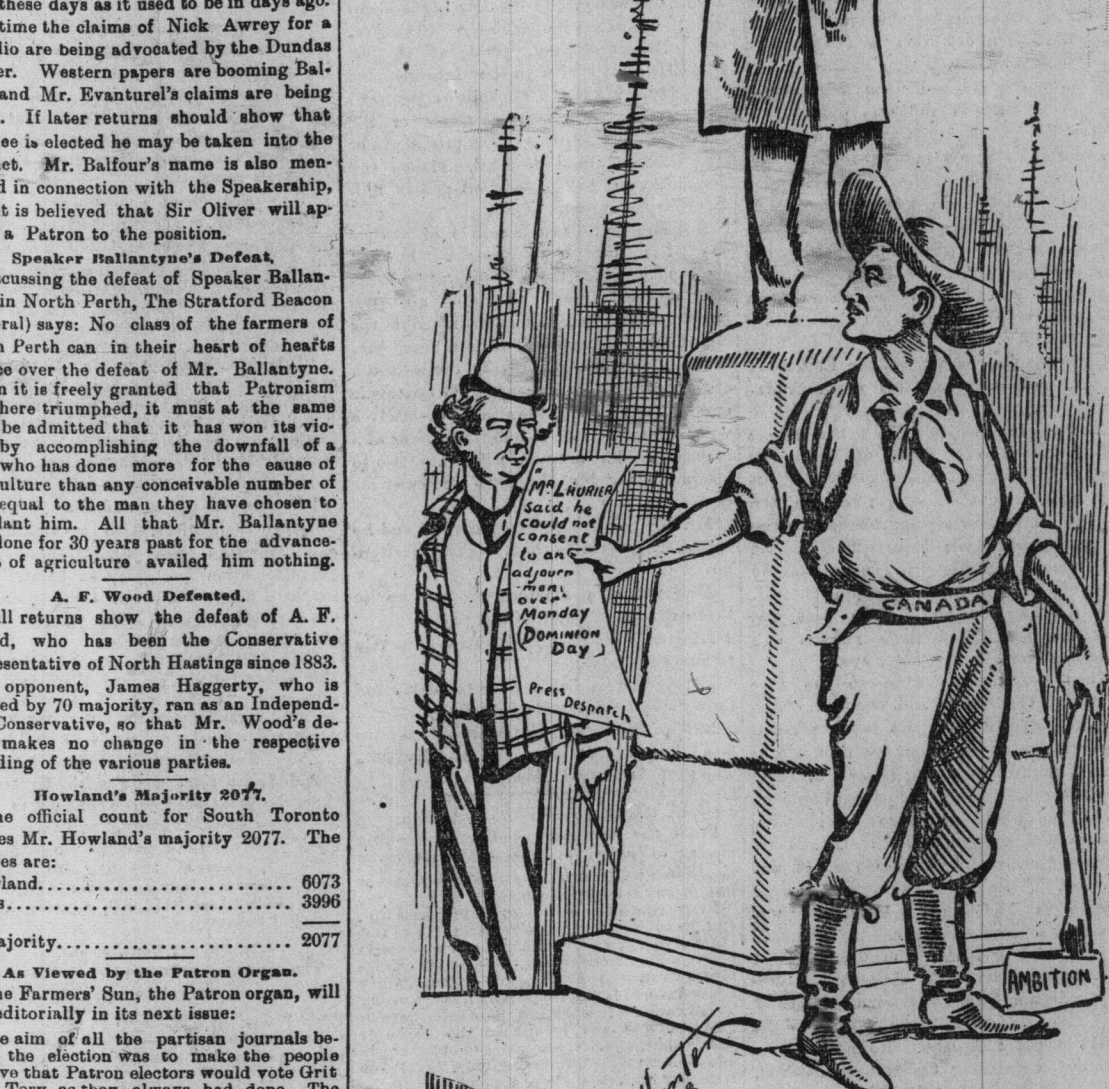 these days as it used to be in days ago.
time the claims of Nick Awrey for a
lio are being advocated by the Dundas
er. Western papers are booming Bal-
and Mr. Evanturel's claims are being
. If later returns should show that
ee is elected he may be taken into the
et. Mr. Balfour's name is also men-
d in connection with the Speakership,
t is believed that Sir Oliver will ap-
a Patron to the position.
Speaker Ballantyne's Defeat.
scussing the defeat of Speaker Ballan-
in North Perth, The Stratford Beacon
ral) says: No class of the farmers of
h Perth can in their heart of hearts
ce over the defeat of Mr. Ballantyne.
n it is freely granted that Patronism
here triumphed, it must at the same
be admitted that it has won its vic-
by accomplishing the downfall of a
who has done more for the cause of
ulture than any conceivable number of
equal to the man they have chosen to
lant him. All that Mr. Ballantyne
done for 30 years past for the advance-
of agriculture availed him nothing.
A. F. Wood Defeated.
ll returns show the defeat of A. F.
d, who has been the Conservative
esentative of North Hastings since 1883.
opponent, James Haggerty, who is
ed by 70 majority, ran as an Independ-
Conservative, so that Mr. Wood's de-
makes no change in the respective
ding of the various parties.
Howland's Majority 2077.
he official count for South Toronto
es Mr. Howland's majority 2077. The
es are:
land............................ 6073
s............................... 3996
ajority.......................... 2077
As Viewed by the Patron Organ.
he Farmers' Sun, the Patron organ, will
editorially in its next issue:
e aim of all the partisan journals be-
the election was to make the people
ve that Patron electors would vote Grit
Tory as they always had done. The
"
MR LAURIER
said he
could not
consent
to an
adjourn
-ment
over
Monday
(DOMINION
Day)
Press
Despatch
CANADA
AMBITION